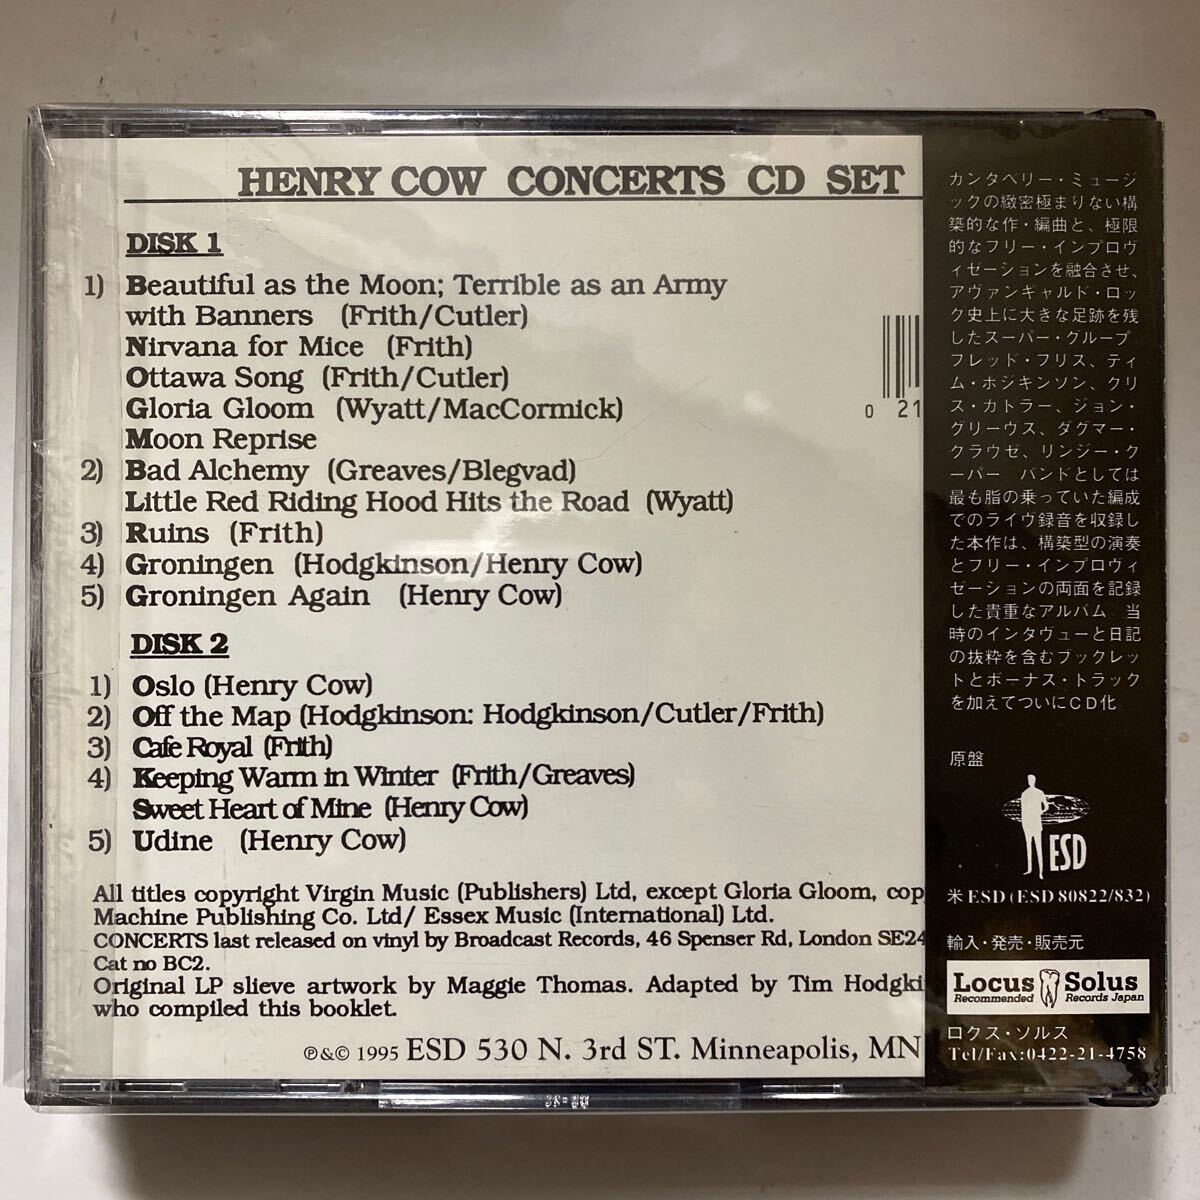 HENRY COW CONCERTS CD SET
DISK 1
1) Beautiful as the Moon; Terrible as an Army
with Banners (Frith/Cutler)
Nirvana for Mice (Frith)
Ottawa Song (Frith/Cutler)
Gloria Gloom (Wyatt/MacCormick)
Moon Reprise
2) Bad Alchemy (Greaves/Blegvad)
Little Red Riding Hood Hits the Road (Wyatt)
3) Ruins (Frith)
4) Groningen (Hodgkinson/Henry Cow)
5) Groningen Again (Henry Cow)
DISK 2
1) Oslo (Henry Cow)
2) Off the Map (Hodgkinson: Hodgkinson/Cutler/Frith)
3) Cafe Royal (Frith)
4) Keeping Warm in Winter (Frith/Greaves)
Sweet Heart of Mine (Henry Cow)
5) Udine (Henry Cow)
All titles copyright Virgin Music (Publishers) Ltd, except Gloria Gloom, cop
Machine Publishing Co. Ltd/ Essex Music (International) Ltd.
CONCERTS last released on vinyl by Broadcast Records, 46 Spenser Rd, London SE24
Cat no BC2.
Original LP slieve artwork by Maggie Thomas. Adapted by Tim Hodgki
who compiled this booklet.
℗&© 1995 ESD 530 N. 3rd ST. Minneapolis, MN
0 21
カンタベリー・ミュージ
ックの緻密極まりない構
築的な作・編曲と、極限
的なフリー・インプロヴ
ィゼーションを融合させ、
アヴァンギャルド・ロッ
ク史上に大きな足跡を残
したスーパー・グループ
フレッド・フリス、ティ
ム・ホジキンソン、クリ
ス・カトラー、ジョン・
グリーヴス、ダグマー・
クラウゼ、リンジー・ク
ーパー バンドとしては
最も脂の乗っていた編成
でのライヴ録音を収録し
た本作は、構築型の演奏
とフリー・インプロヴィ
ゼーションの両面を記録
した貴重なアルバム 当
時のインタヴューと日記
の抜粋を含むブックレッ
トとボーナス・トラック
を加えてついにCD化
原盤
ESD
米ESD (ESD 80822/832)
輸入・発売・販売元
Locus Solus
Recommended Records Japan
ロクス・ソルス
Tel/Fax:0422-21-4758